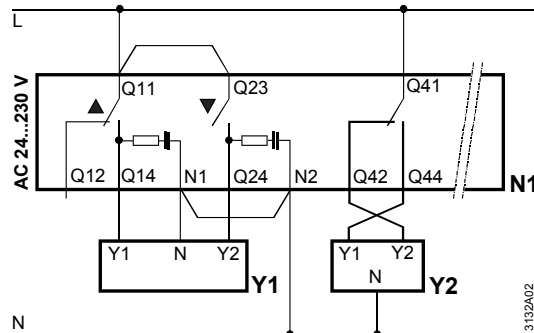 L
AC 24...230 V
Q11 Q23 Q41
Q12 Q14 N1 Q24 N2 Q42 Q44
N1
Y1 N Y2
Y1
Y1 Y2
N
Y2
N
3132A02